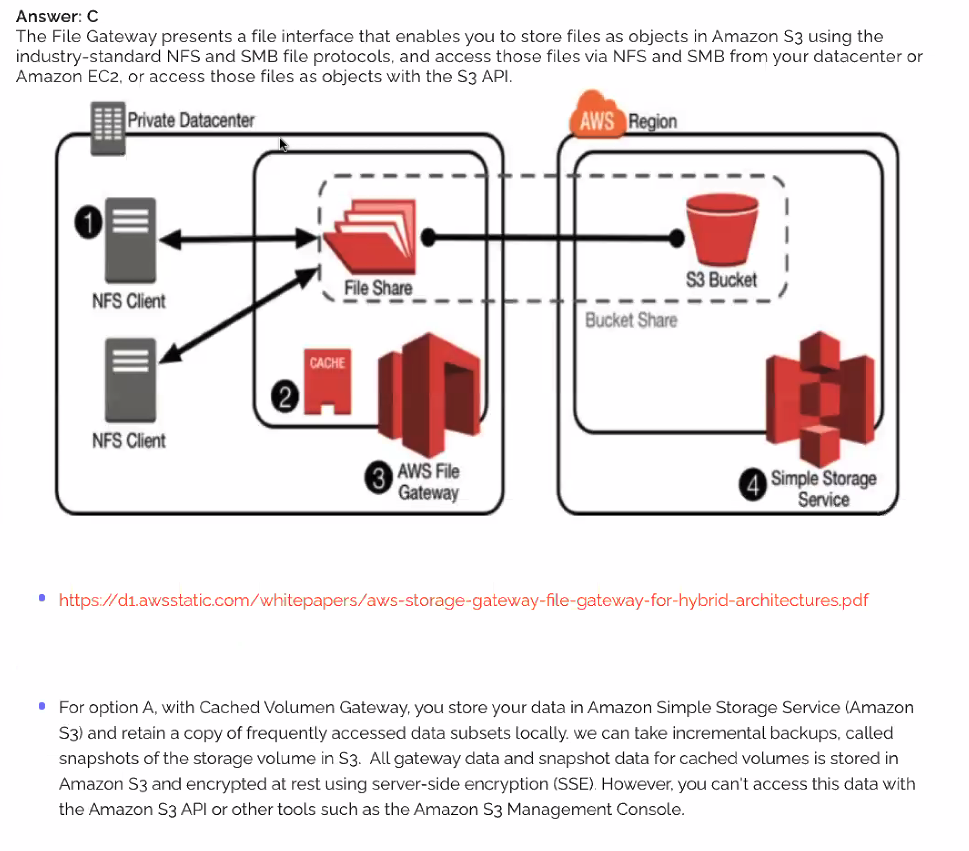 Answer: C
The File Gateway presents a file interface that enables you to store files as objects in Amazon S3 using the
industry-standard NFS and SMB file protocols, and access those files via NFS and SMB from your datacenter or
Amazon EC2, or access those files as objects with the S3 API.
Private Datacenter
AWS Region
1
NFS Client
File Share
S3 Bucket
Bucket Share
NFS Client
2
CACHE
3 AWS File
Gateway
4 Simple Storage
Service
https://d1.awsstatic.com/whitepapers/aws-storage-gateway-file-gateway-for-hybrid-architectures.pdf
For option A, with Cached Volumen Gateway, you store your data in Amazon Simple Storage Service (Amazon
S3) and retain a copy of frequently accessed data subsets locally. we can take incremental backups, called
snapshots of the storage volume in S3. All gateway data and snapshot data for cached volumes is stored in
Amazon S3 and encrypted at rest using server-side encryption (SSE). However, you can't access this data with
the Amazon S3 API or other tools such as the Amazon S3 Management Console.